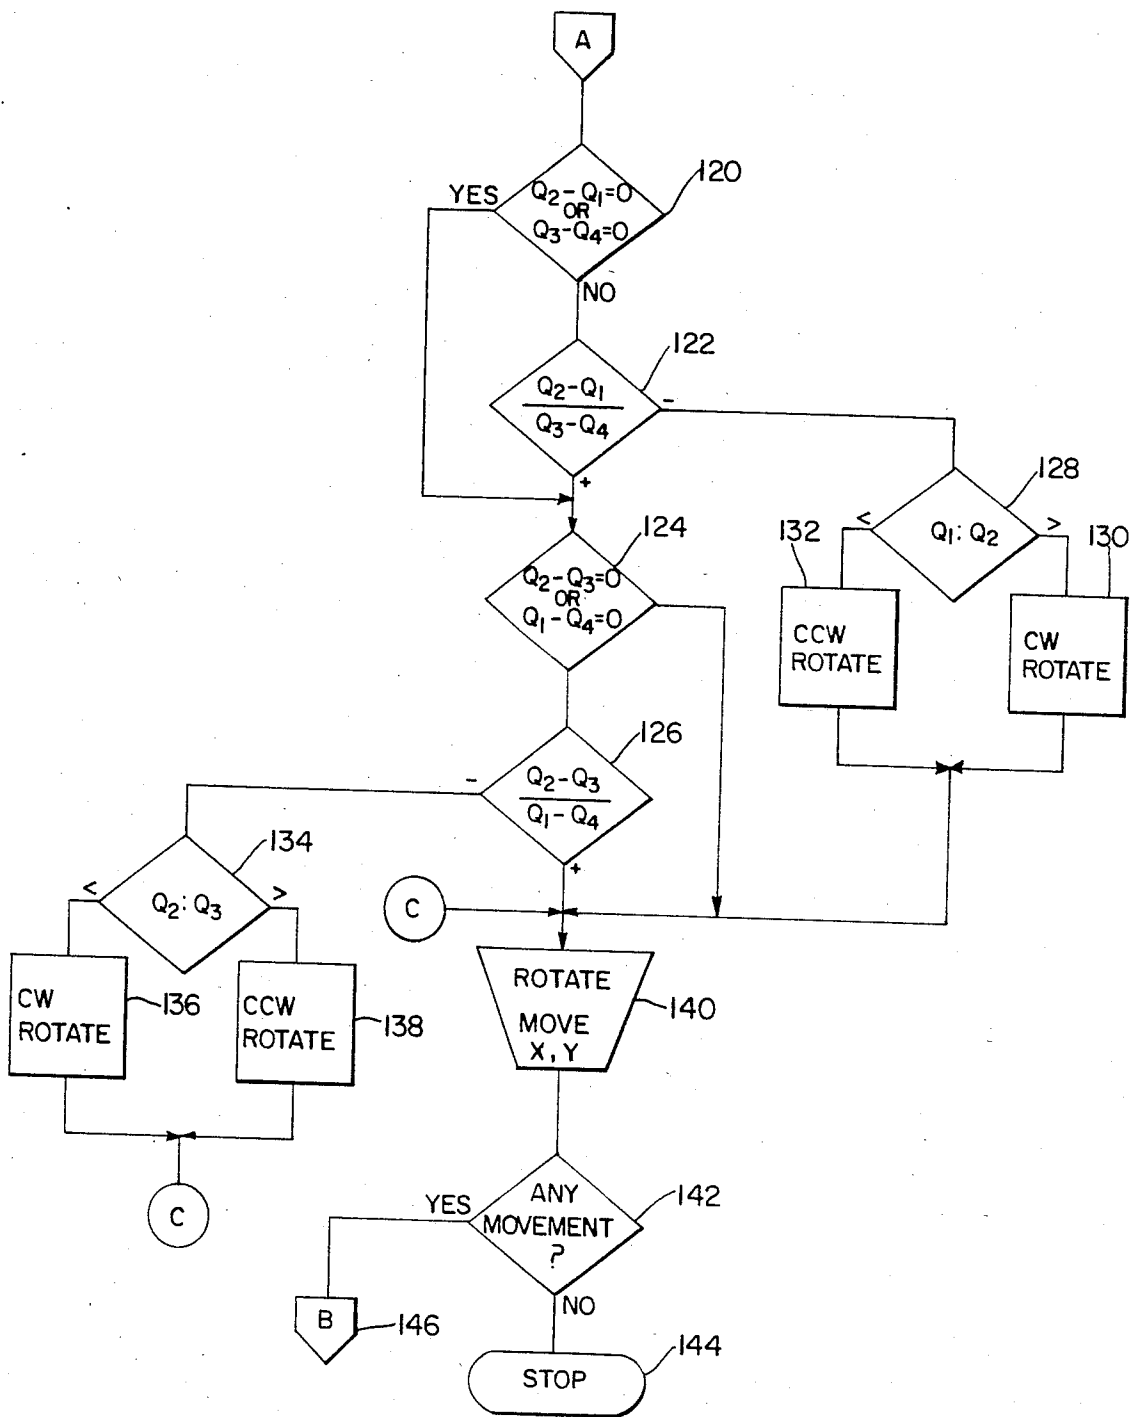 A
120
YES
Q2-Q1=0
OR
Q3-Q4=0
NO
122
Q2-Q1
Q3-Q4
-
+
128
Q1:Q2
<
>
132
130
CCW
ROTATE
CW
ROTATE
124
Q2-Q3=0
OR
Q1-Q4=0
126
Q2-Q3
Q1-Q4
-
+
134
Q2:Q3
<
>
C
CW
ROTATE
136
CCW
ROTATE
138
ROTATE
MOVE
X, Y
140
C
ANY
MOVEMENT
?
142
YES
NO
B
146
STOP
144